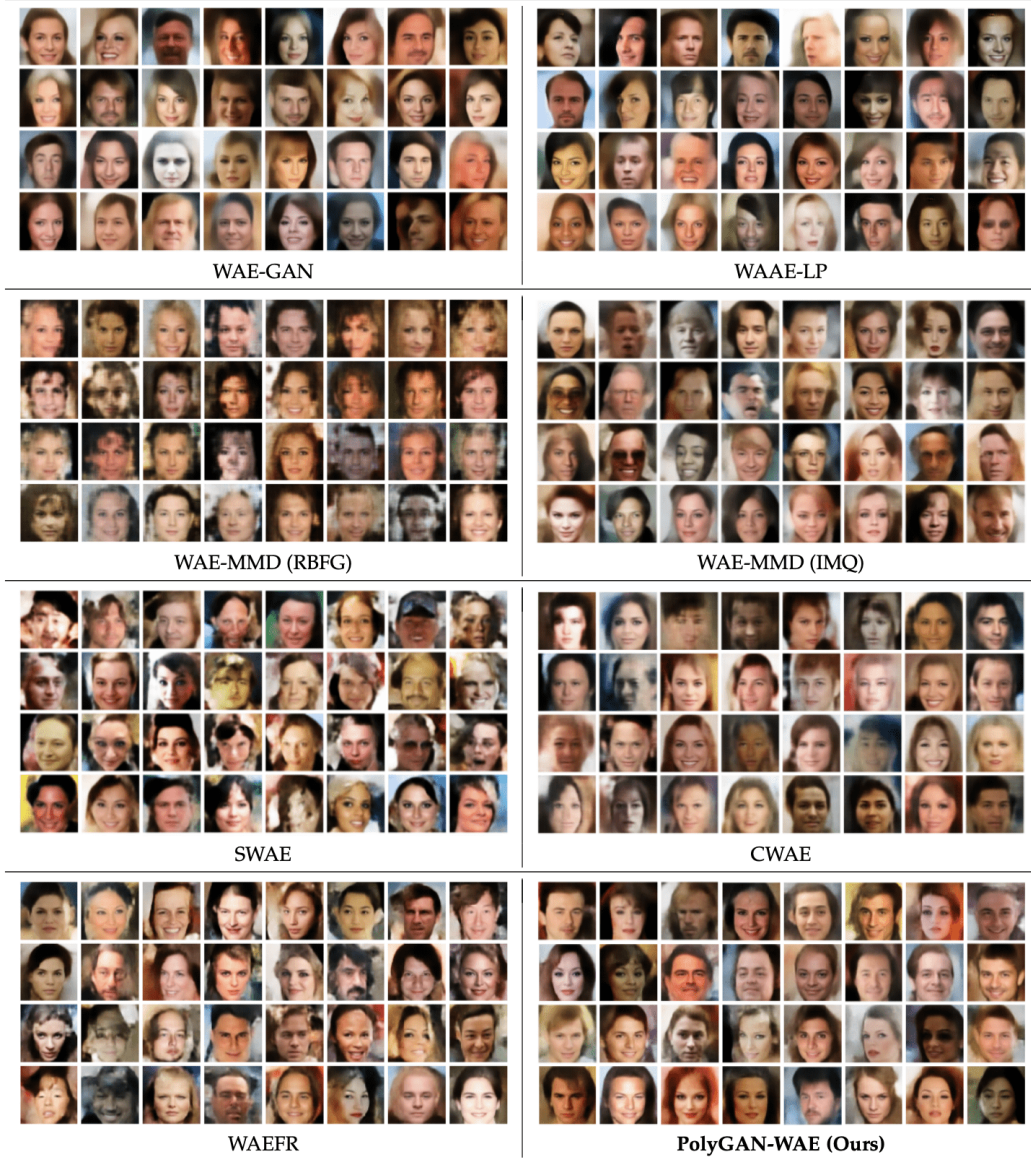 WAE-GAN
WAAE-LP
WAE-MMD (RBFG)
WAE-MMD (IMQ)
SWAE
CWAE
WAEFR
PolyGAN-WAE (Ours)